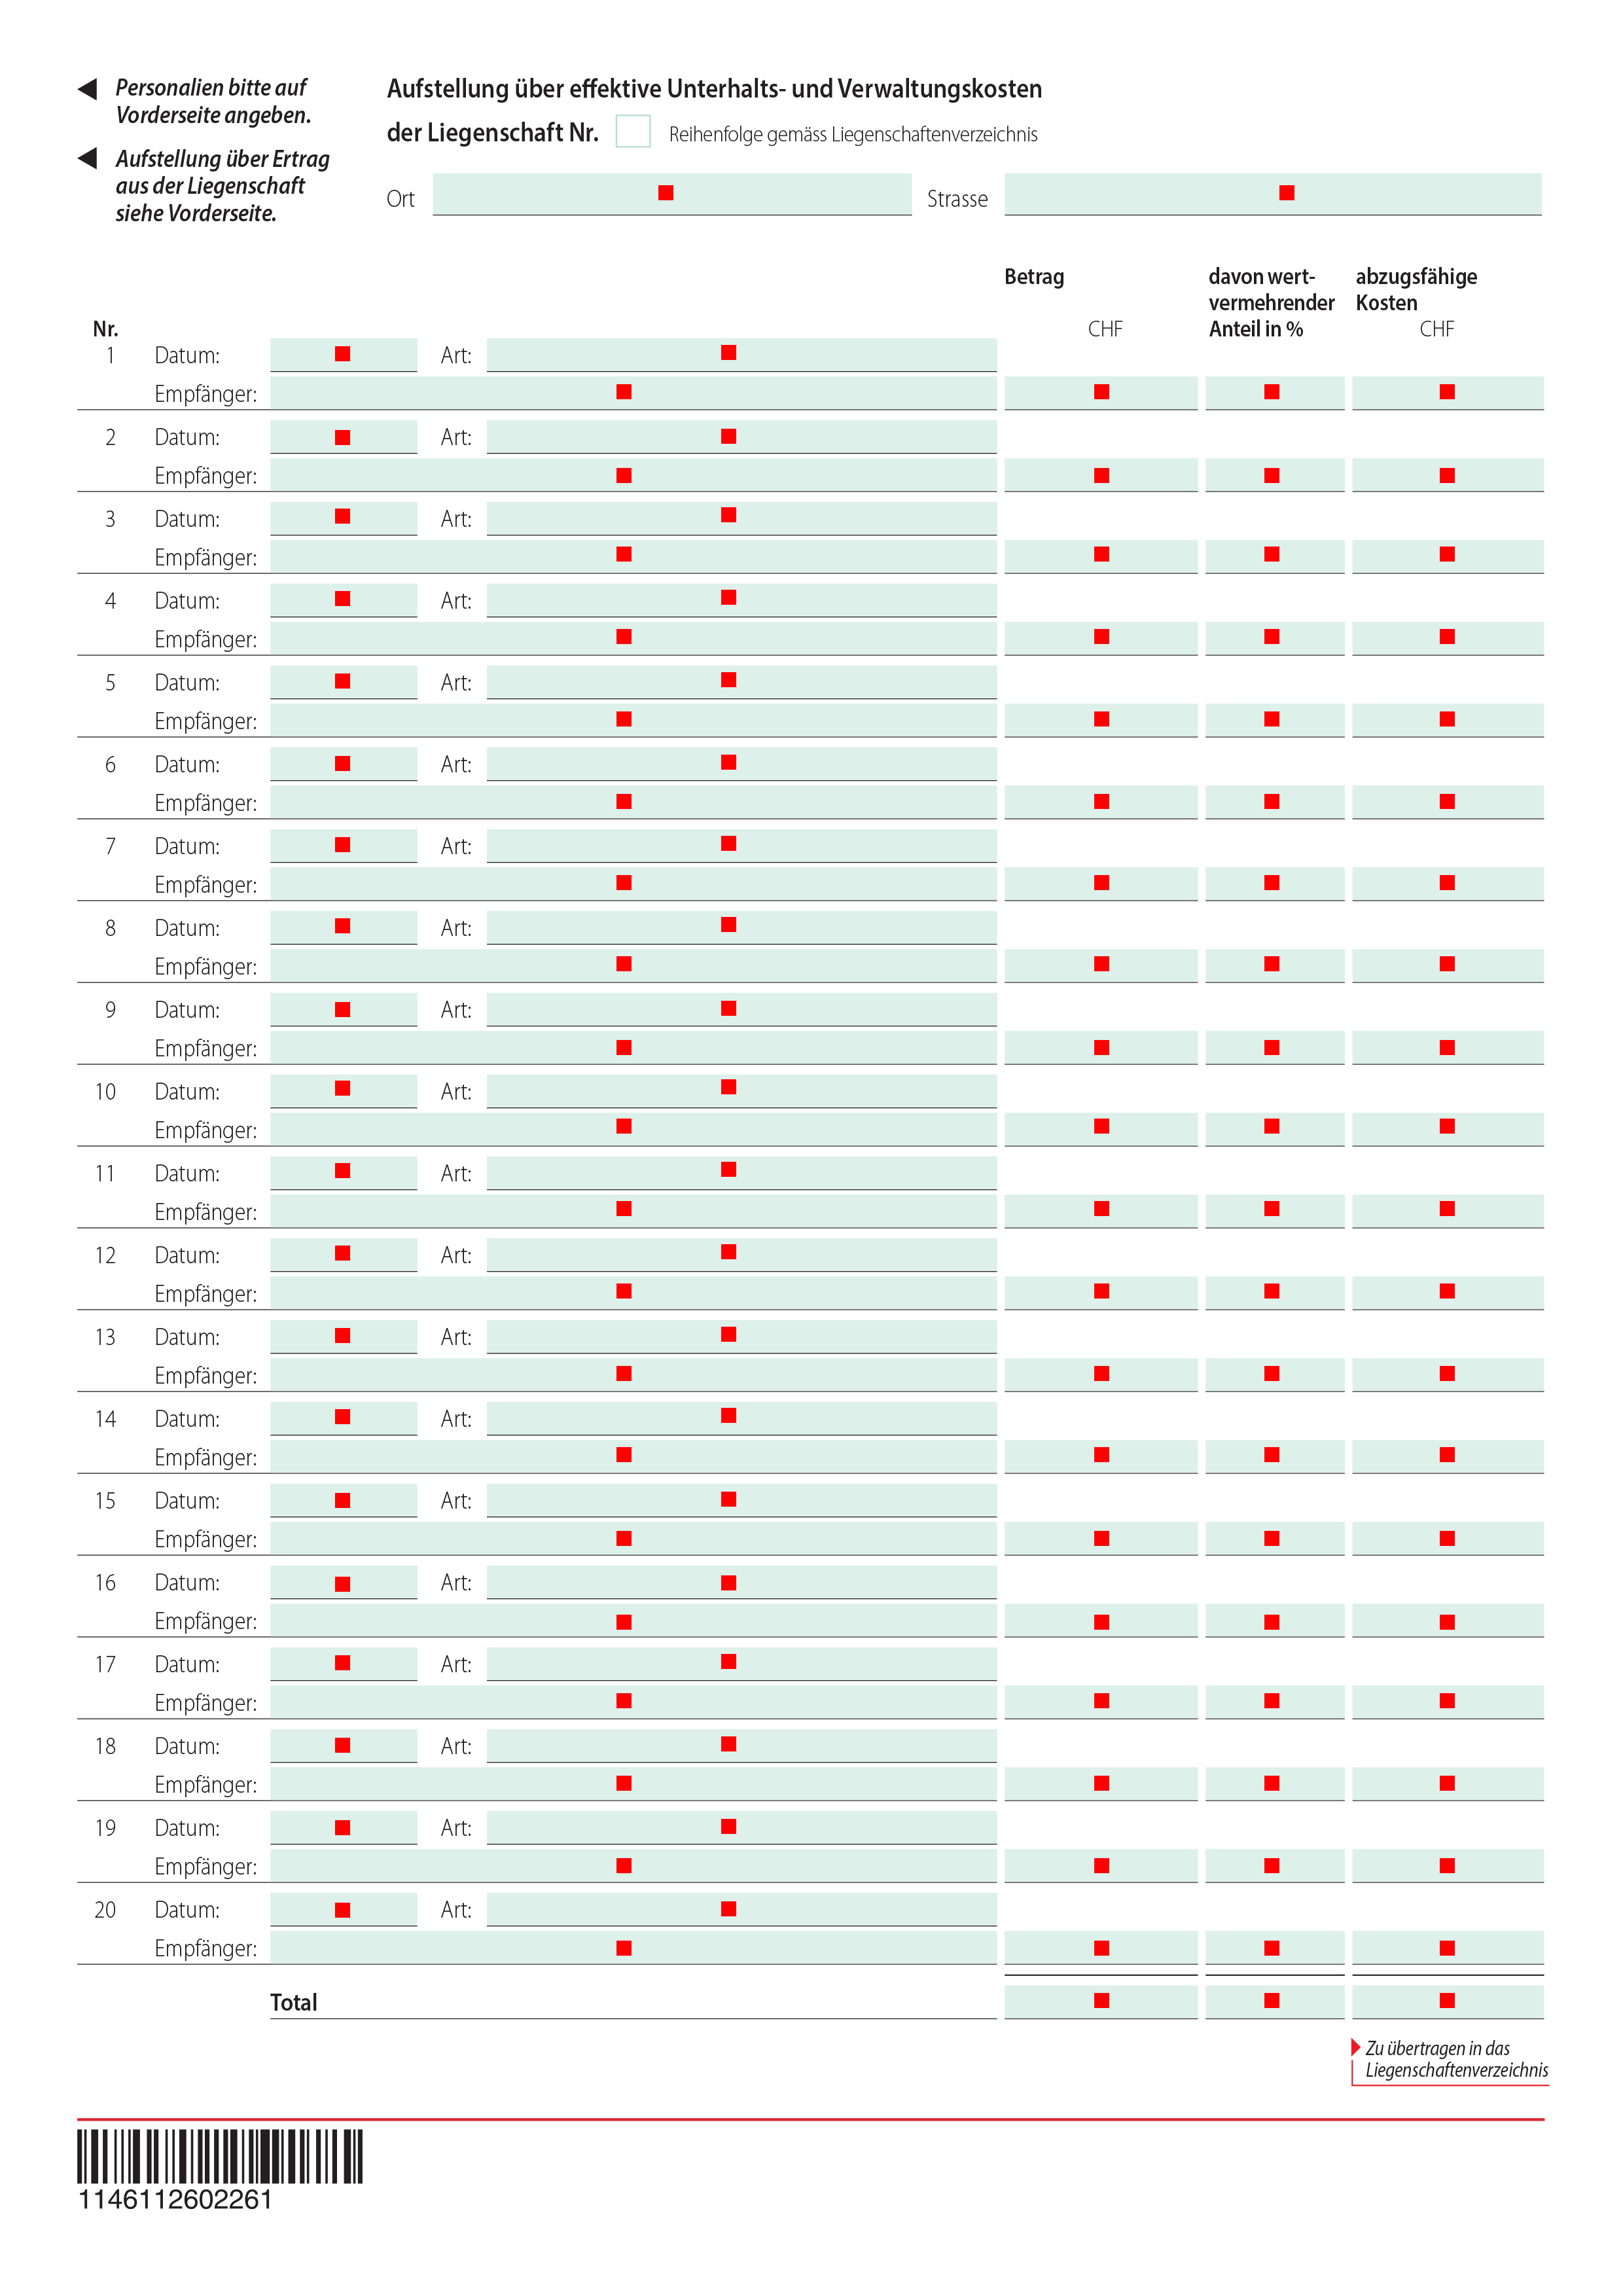 Personalien bitte auf
Vorderseite angeben.
Aufstellung über Ertrag
aus der Liegenschaft
siehe Vorderseite.
Aufstellung über effektive Unterhalts- und Verwaltungskosten
der Liegenschaft Nr. Reihenfolge gemäss Liegenschaftenverzeichnis
Ort Strasse
Betrag davon wert- abzugsfähige
vermehrender Kosten
Nr. CHF Anteil in % CHF
1 Datum: Art:
Empfänger:
2 Datum: Art:
Empfänger:
3 Datum: Art:
Empfänger:
4 Datum: Art:
Empfänger:
5 Datum: Art:
Empfänger:
6 Datum: Art:
Empfänger:
7 Datum: Art:
Empfänger:
8 Datum: Art:
Empfänger:
9 Datum: Art:
Empfänger:
10 Datum: Art:
Empfänger:
11 Datum: Art:
Empfänger:
12 Datum: Art:
Empfänger:
13 Datum: Art:
Empfänger:
14 Datum: Art:
Empfänger:
15 Datum: Art:
Empfänger:
16 Datum: Art:
Empfänger:
17 Datum: Art:
Empfänger:
18 Datum: Art:
Empfänger:
19 Datum: Art:
Empfänger:
20 Datum: Art:
Empfänger:
Total
Zu übertragen in das
Liegenschaftenverzeichnis
1146112602261